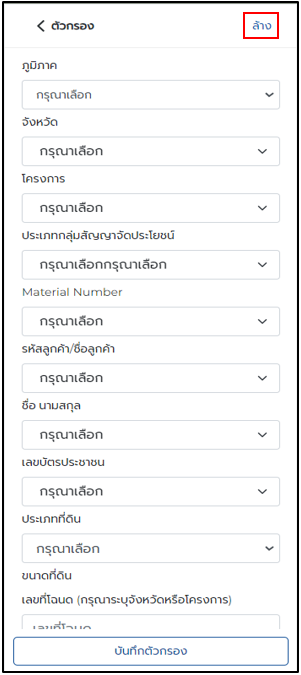 ตัวกรอง ล้าง
ภูมิภาค
กรุณาเลือก
จังหวัด
กรุณาเลือก
โครงการ
กรุณาเลือก
ประเภทกลุ่มสัญญาจัดประโยชน์
กรุณาเลือกกรุณาเลือก
Material Number
กรุณาเลือก
รหัสลูกค้า/ชื่อลูกค้า
กรุณาเลือก
ชื่อ นามสกุล
กรุณาเลือก
เลขบัตรประชาชน
กรุณาเลือก
ประเภทที่ดิน
กรุณาเลือก
ขนาดที่ดิน
เลขที่โฉนด (กรุณาระบุจังหวัดหรือโครงการ)
เลขที่โฉนด
บันทึกตัวกรอง